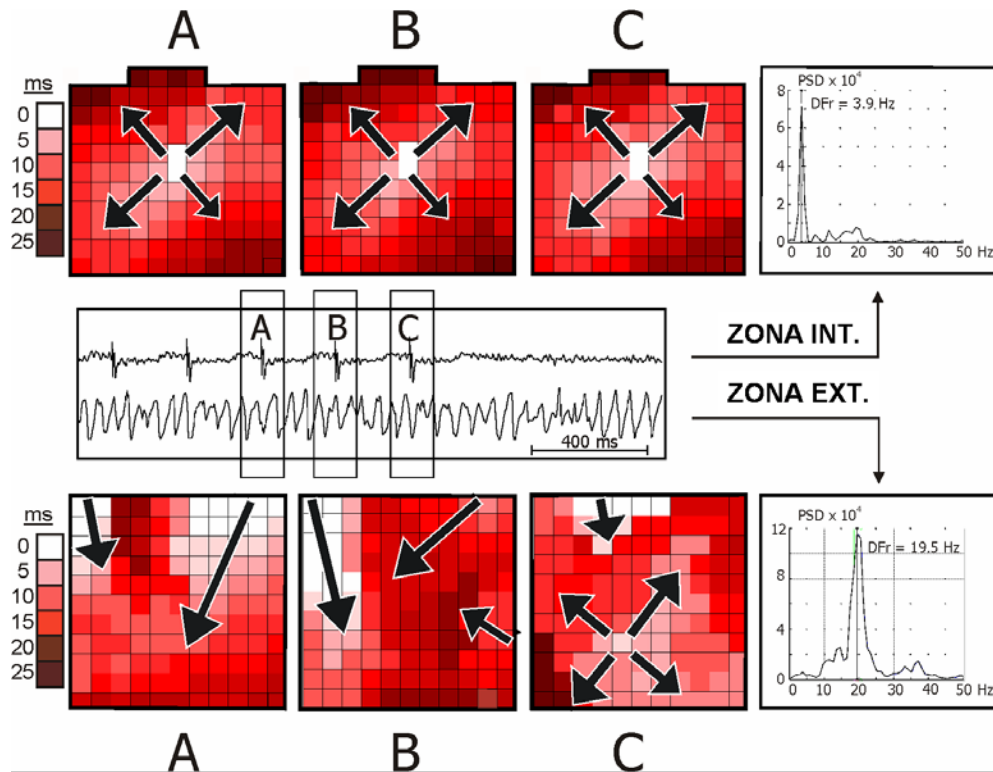 A
B
C
ms
0
5
10
15
20
25
PSD x 10⁴
8
6
4
2
0
DFr = 3.9 Hz
0 10 20 30 40 50 Hz
A
B
C
400 ms
ZONA INT.
ZONA EXT.
ms
0
5
10
15
20
25
PSD x 10⁴
12
8
4
0
DFr = 19.5 Hz
0 10 20 30 40 50 Hz
A
B
C